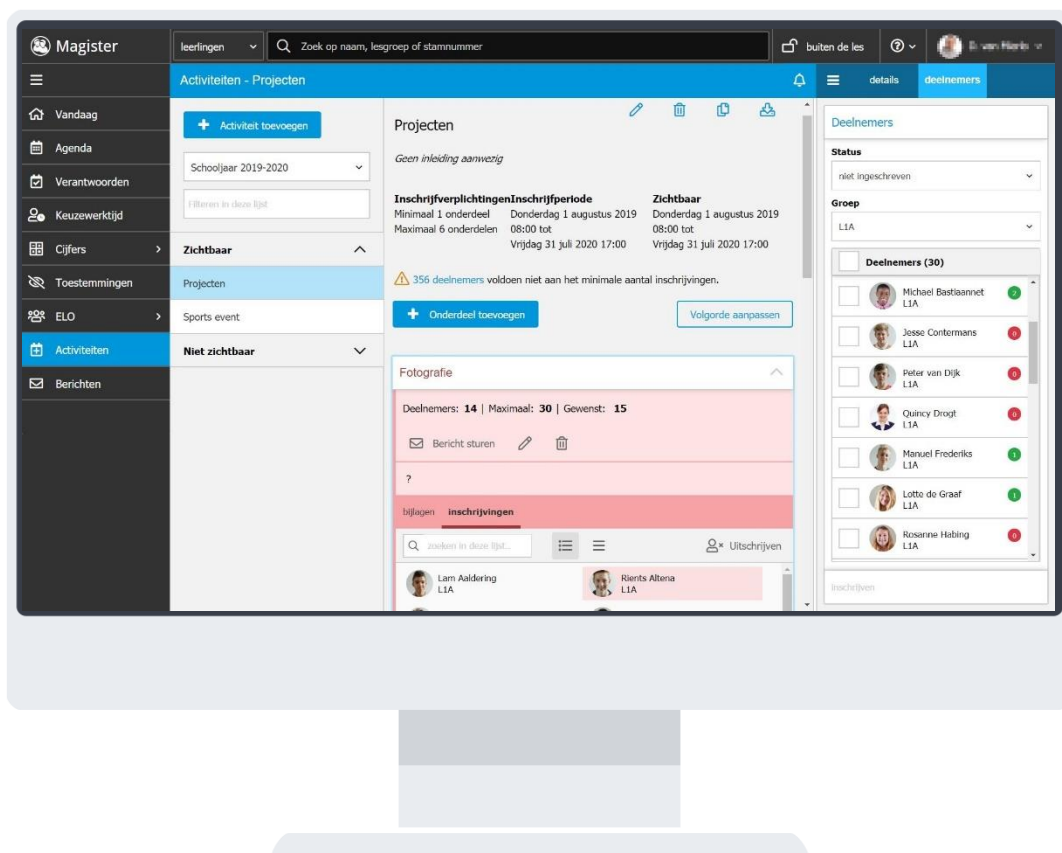 Magister
leerlingen
Zoek op naam, lesgroep of stamnummer
buiten de les
Activiteiten - Projecten
details
deelnemers
Vandaag
Agenda
Verantwoorden
Keuzewerktijd
Cijfers
Toestemmingen
ELO
Activiteiten
Berichten
Activiteit toevoegen
Schooljaar 2019-2020
Filteren in deze lijst
Zichtbaar
Projecten
Sports event
Niet zichtbaar
Projecten
Geen inleiding aanwezig
Inschrijfverplichtingen Inschrijfperiode Zichtbaar
Minimaal 1 onderdeel Donderdag 1 augustus 2019 Donderdag 1 augustus 2019
Maximaal 6 onderdelen 08:00 tot 08:00 tot
Vrijdag 31 juli 2020 17:00 Vrijdag 31 juli 2020 17:00
356 deelnemers voldoen niet aan het minimale aantal inschrijvingen.
Onderdeel toevoegen
Volgorde aanpassen
Fotografie
Deelnemers: 14 | Maximaal: 30 | Gewenst: 15
Bericht sturen
?
bijlagen inschrijvingen
zoeken in deze lijst...
Uitschrijven
Lam Aaldering
L1A
Rients Altena
L1A
Deelnemers
Status
niet ingeschreven
Groep
L1A
Deelnemers (30)
Michael Bastiaannet 2
L1A
Jesse Contermans 0
L1A
Peter van Dijk 0
L1A
Quincy Drogt 0
L1A
Manuel Frederiks 1
L1A
Lotte de Graaf 1
L1A
Rosanne Habing 0
L1A
Inschrijven